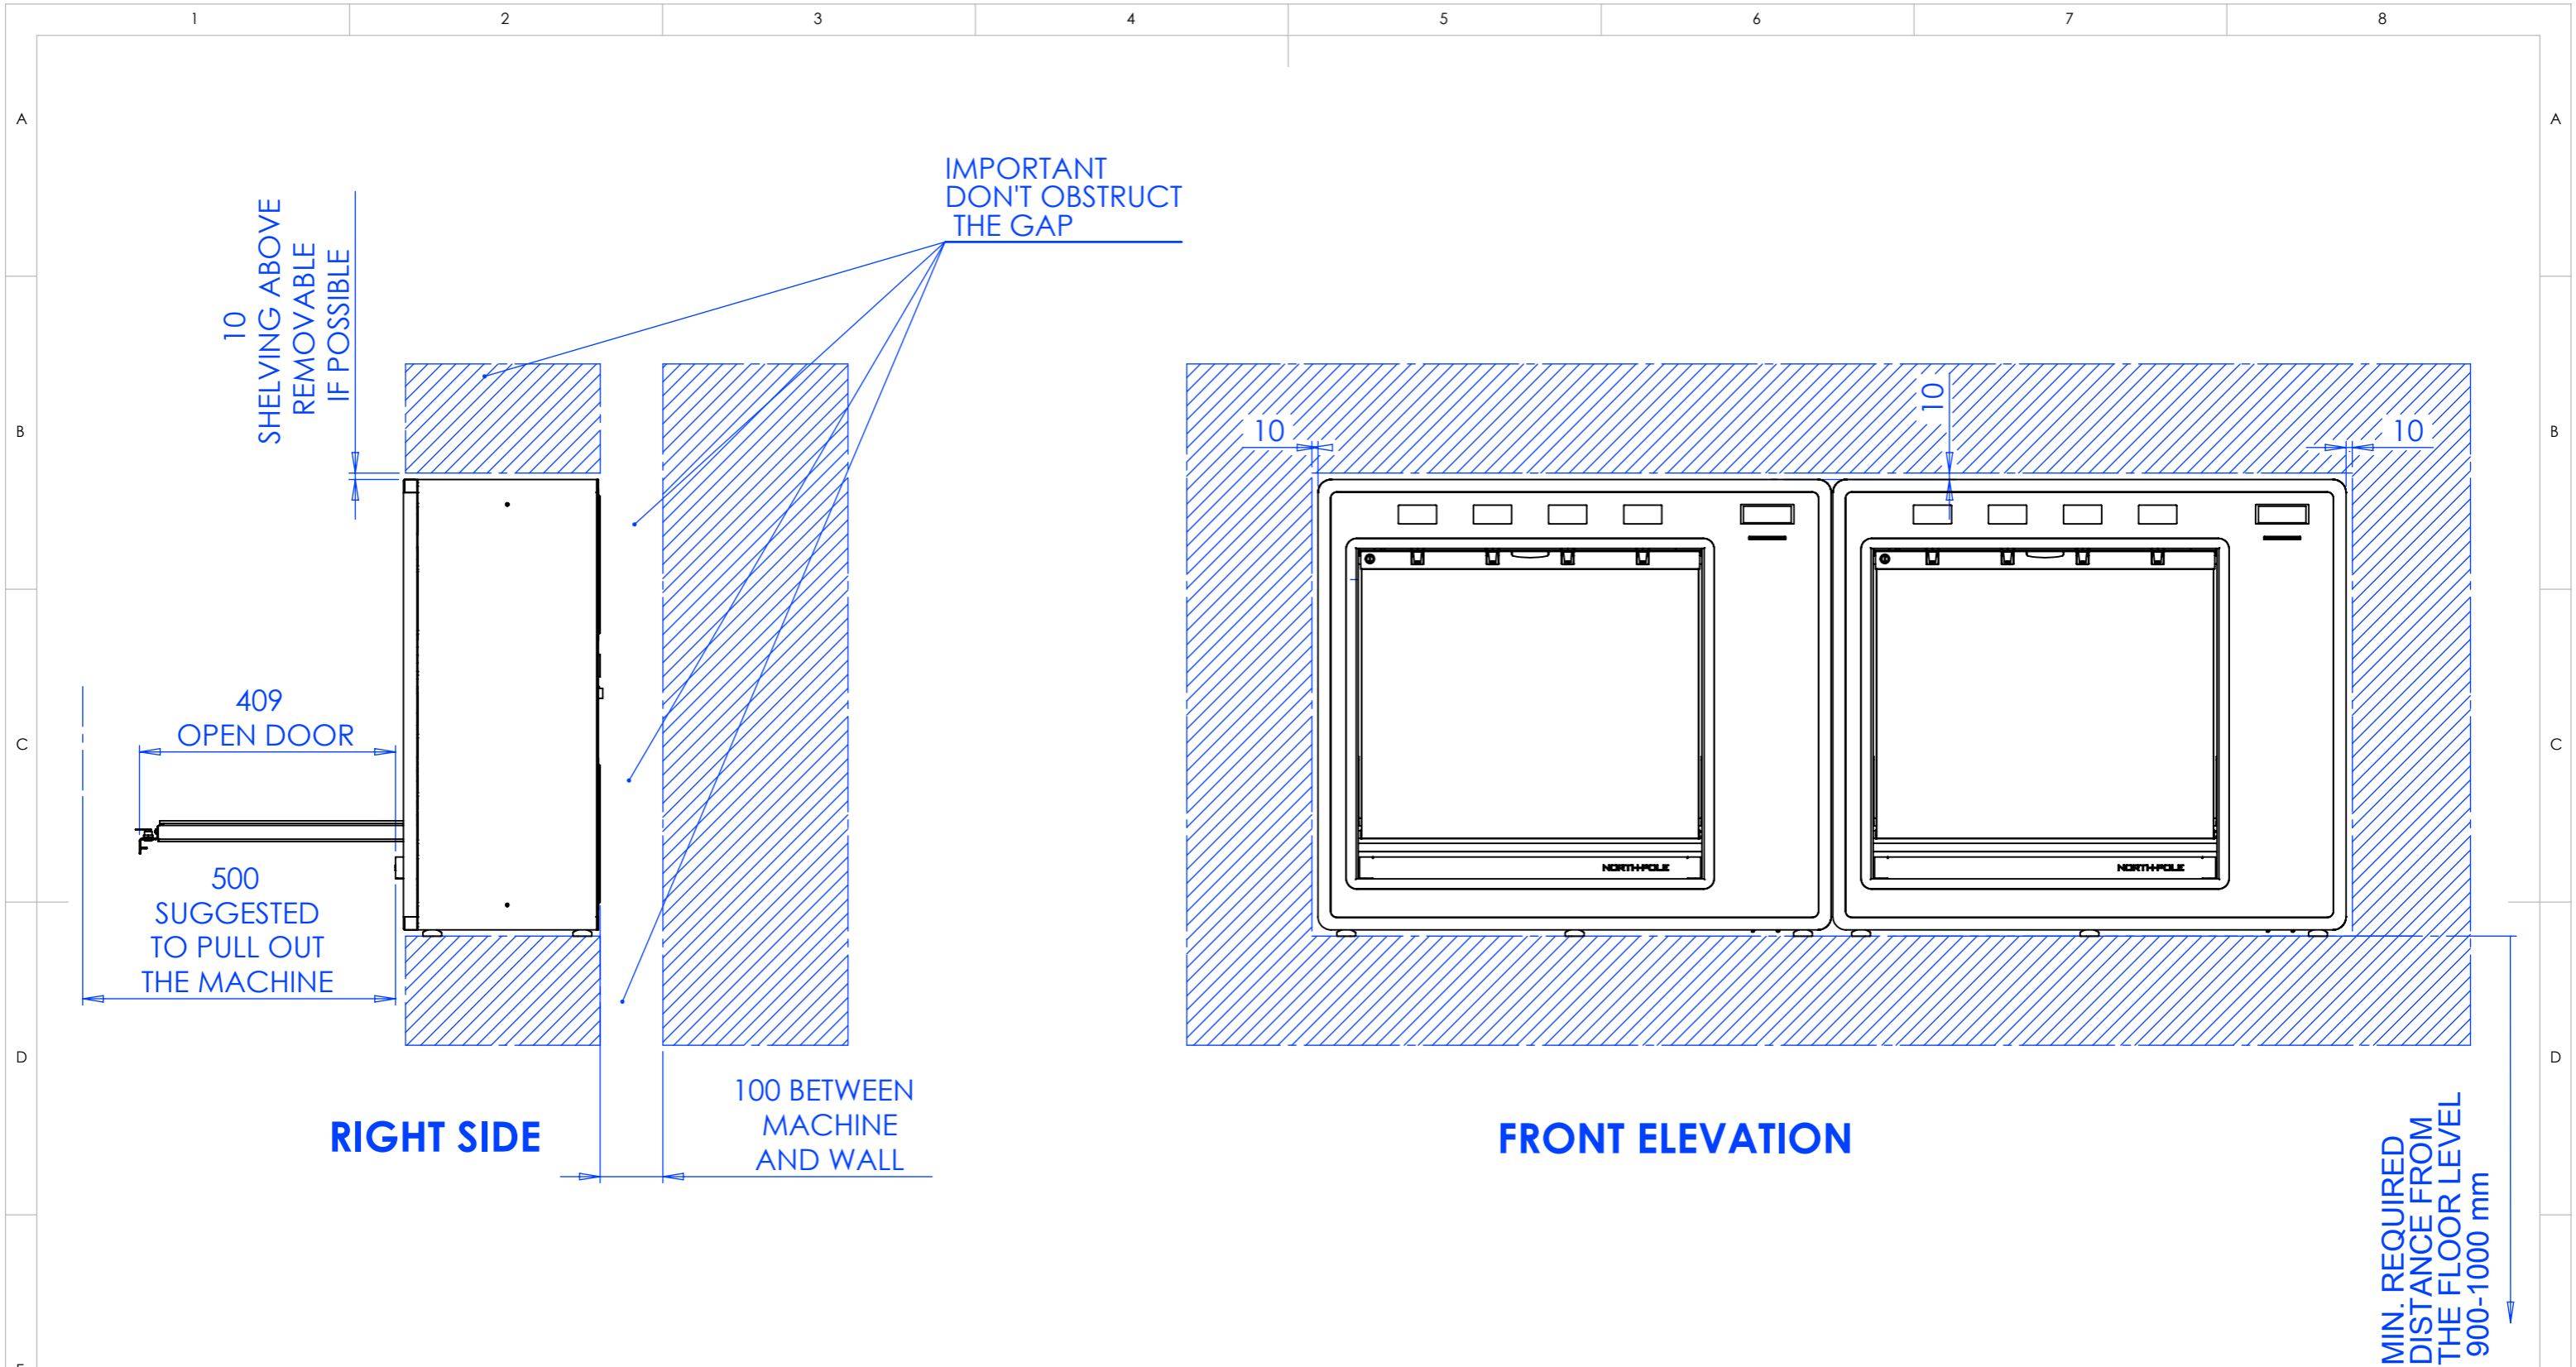 1
2
3
4
5
6
7
8
A
A
IMPORTANT
DON'T OBSTRUCT
THE GAP
10
SHELVING ABOVE
REMOVABLE
IF POSSIBLE
B
B
10
10
10
409
OPEN DOOR
C
C
500
SUGGESTED
TO PULL OUT
THE MACHINE
NORTH-POLE
NORTH-POLE
D
D
100 BETWEEN
MACHINE
AND WALL
RIGHT SIDE
FRONT ELEVATION
MIN. REQUIRED
DISTANCE FROM
THE FLOOR LEVEL
900-1000 mm